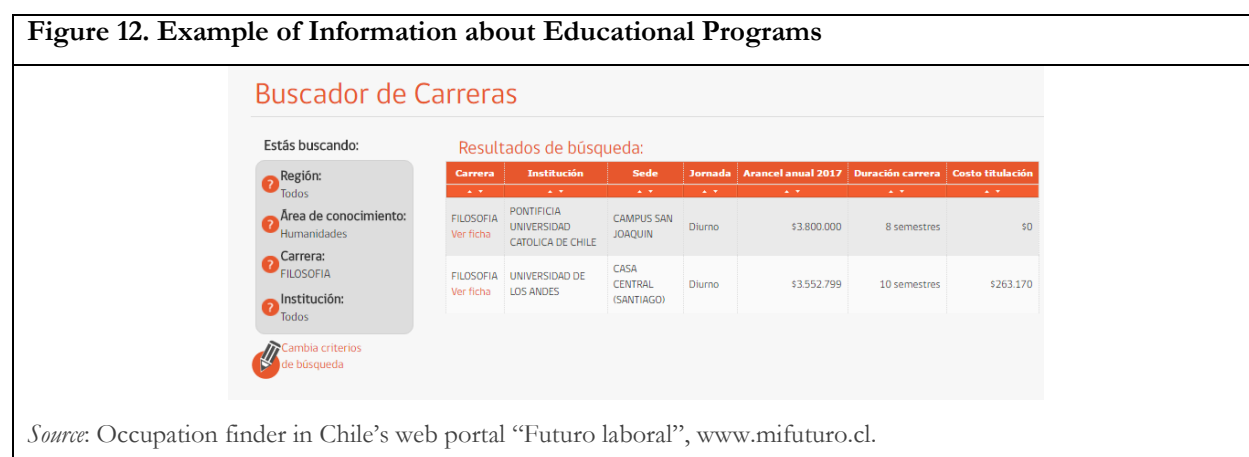 Figure 12. Example of Information about Educational Programs
Buscador de Carreras
Estás buscando:
Región:
Todos
Área de conocimiento:
Humanidades
Carrera:
FILOSOFIA
Institución:
Todos
Cambia criterios
de búsqueda
Resultados de búsqueda:
Carrera Institución Sede Jornada Arancel anual 2017 Duración carrera Costo titulación
FILOSOFIA
Ver ficha
PONTIFICIA
UNIVERSIDAD
CATOLICA DE CHILE
CAMPUS SAN
JOAQUIN
Diurno
$3.800.000
8 semestres
$0
FILOSOFIA
Ver ficha
UNIVERSIDAD DE
LOS ANDES
CASA
CENTRAL
(SANTIAGO)
Diurno
$3.552.799
10 semestres
$263.170
Source: Occupation finder in Chile’s web portal “Futuro laboral”, www.mifuturo.cl.